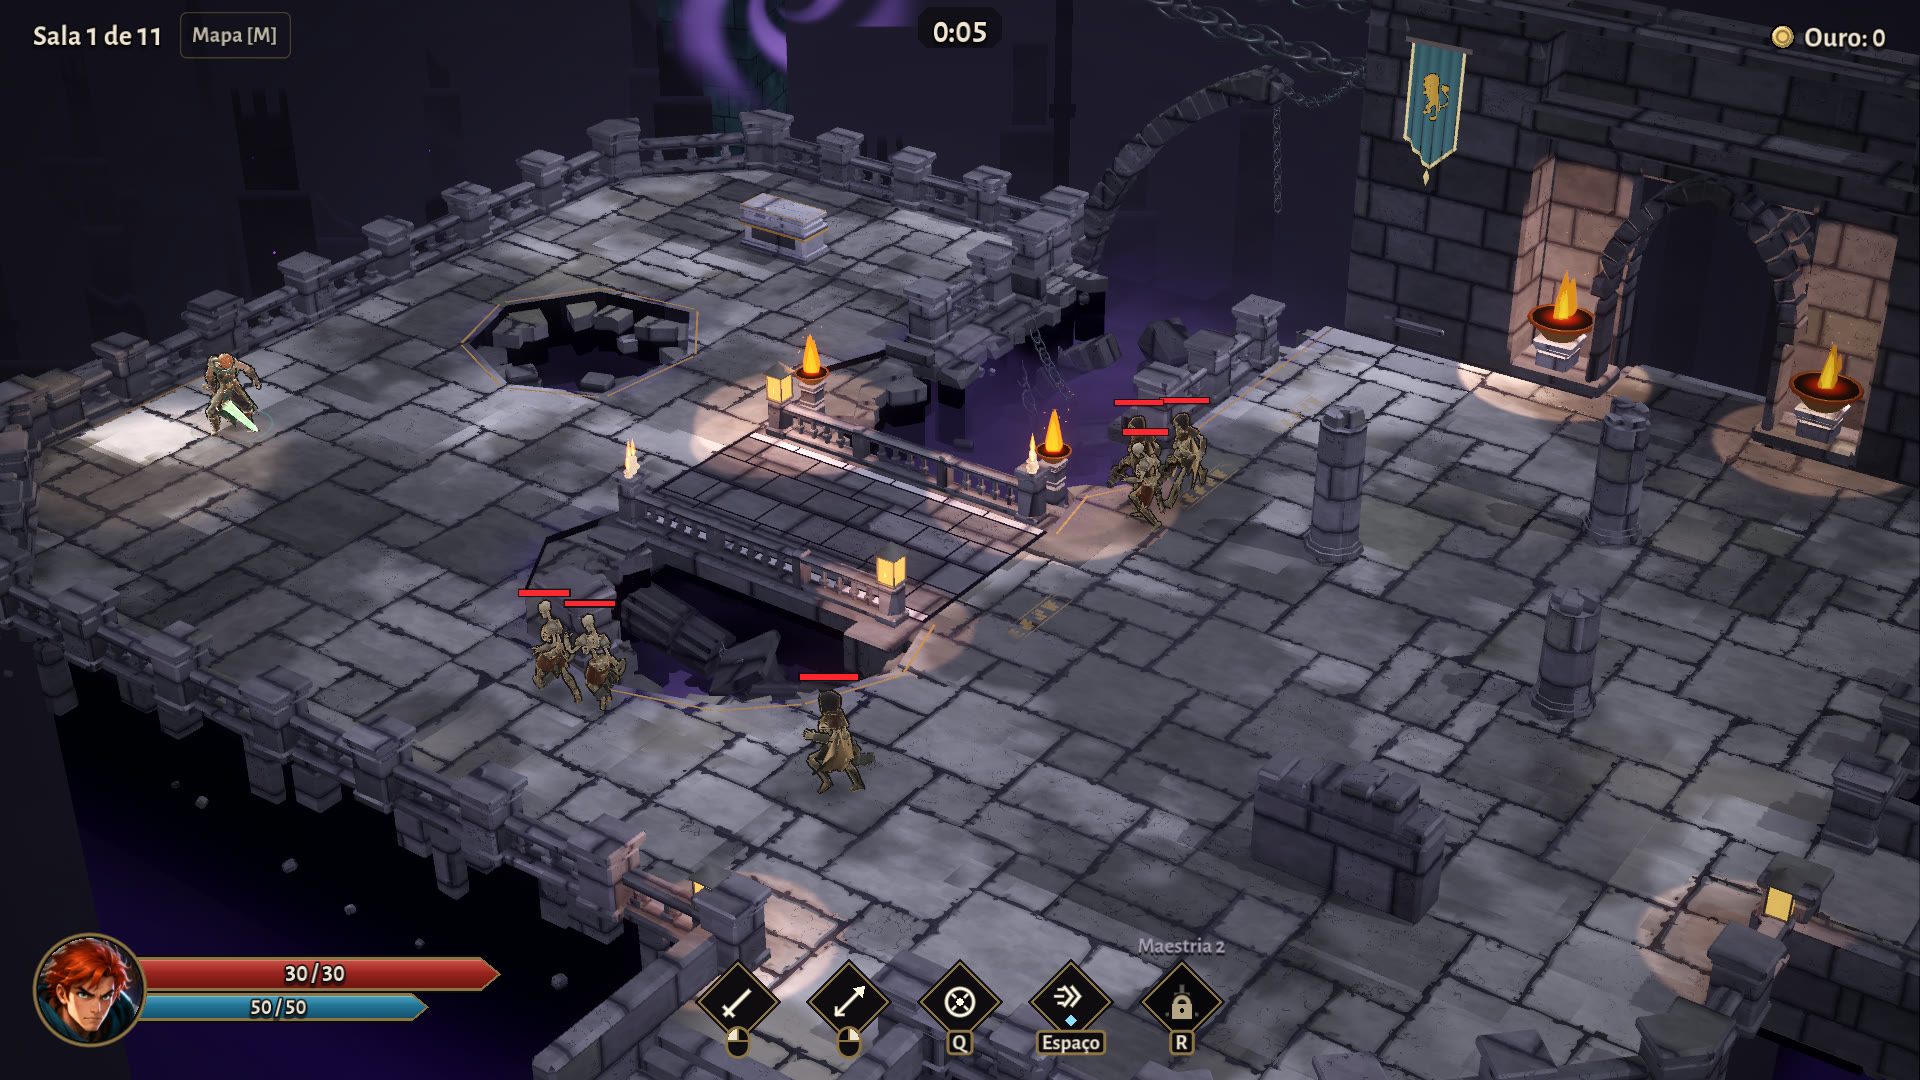 Sala 1 de 11
Mapa [M]
0:05
Ouro: 0
30/30
50/50
Maestria 2
Q
Espaço
R